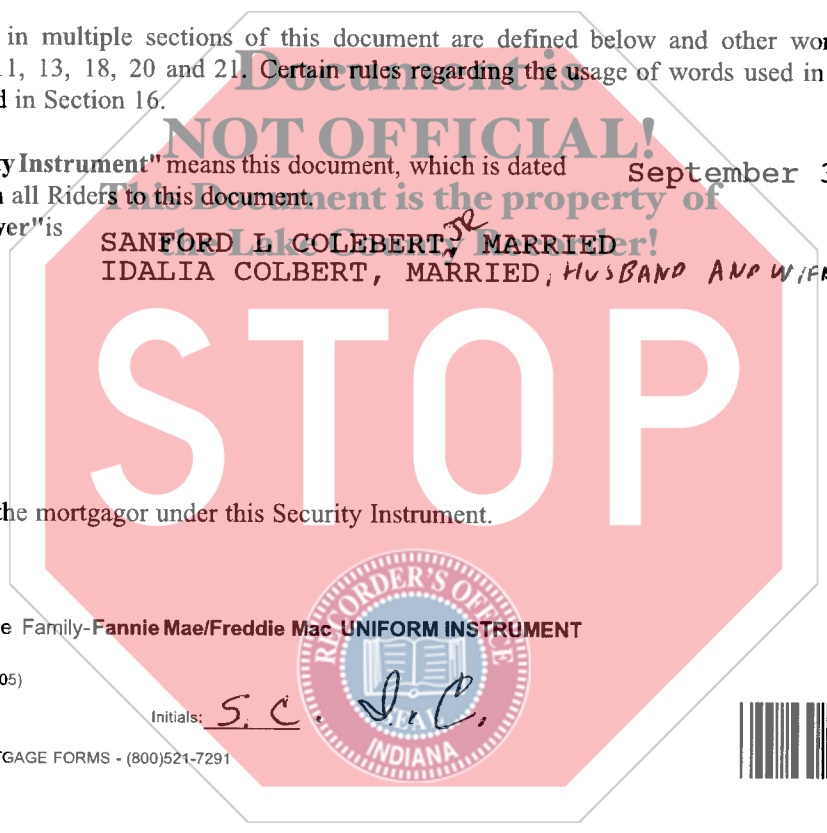 in multiple sections of this document are defined below and other wor
11, 13, 18, 20 and 21. Certain rules regarding the usage of words used in
d in Section 16.
Document is
NOT OFFICIAL!
This Document is the property of
the Lake County Recorder!
y Instrument" means this document, which is dated September 3
all Riders to this document.
er" is
SANFORD L COLEBERT, JR MARRIED
IDALIA COLBERT, MARRIED, HUSBAND AND WIFE
STOP
he mortgagor under this Security Instrument.
e Family-Fannie Mae/Freddie Mac UNIFORM INSTRUMENT
05)
Initials: S. C. I. C.
TGAGE FORMS - (800)521-7291
RECORDER'S OFFICE
SEAL
INDIANA